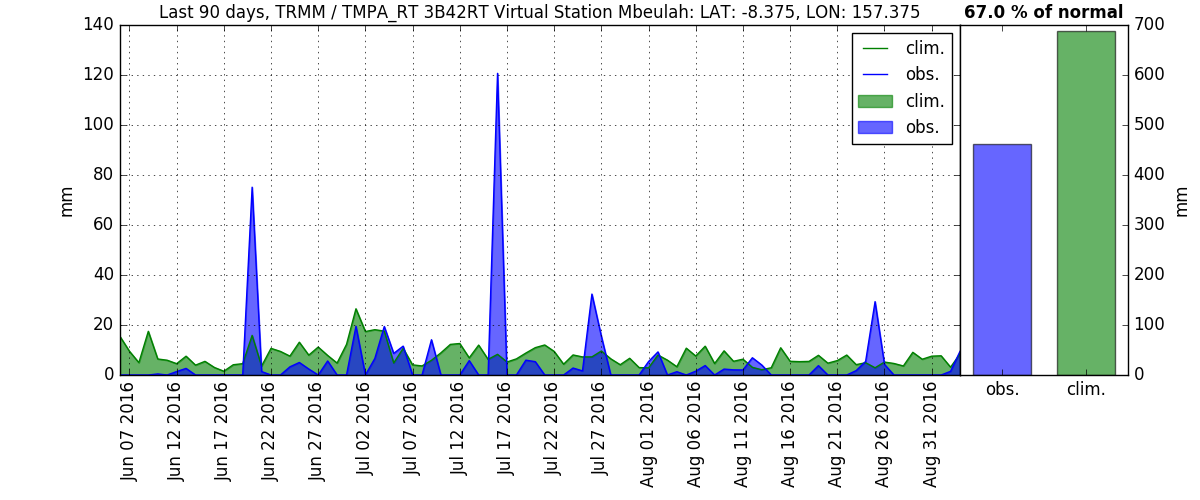 Last 90 days, TRMM / TMPA_RT 3B42RT Virtual Station Mbeulah: LAT: -8.375, LON: 157.375
67.0 % of normal
140
120
100
80
60
40
20
0
mm
clim.
obs.
clim.
obs.
700
600
500
400
300
200
100
0
mm
Jun 07 2016
Jun 12 2016
Jun 17 2016
Jun 22 2016
Jun 27 2016
Jul 02 2016
Jul 07 2016
Jul 12 2016
Jul 17 2016
Jul 22 2016
Jul 27 2016
Aug 01 2016
Aug 06 2016
Aug 11 2016
Aug 16 2016
Aug 21 2016
Aug 26 2016
Aug 31 2016
obs.
clim.